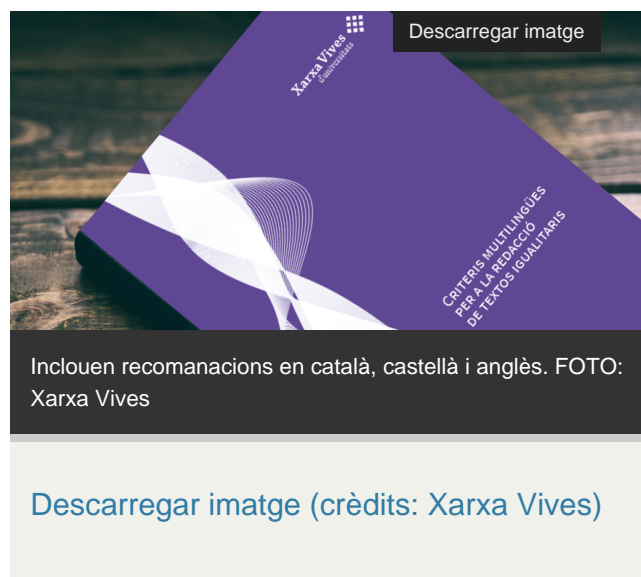 Descarregar imatge
Xarxa Vives
d'universitats
CRITERIS MULTILINGÜES
PER A LA REDACCIÓ
DE TEXTOS IGUALITARIS
Inclouen recomanacions en català, castellà i anglès. FOTO:
Xarxa Vives
Descarregar imatge (crèdits: Xarxa Vives)